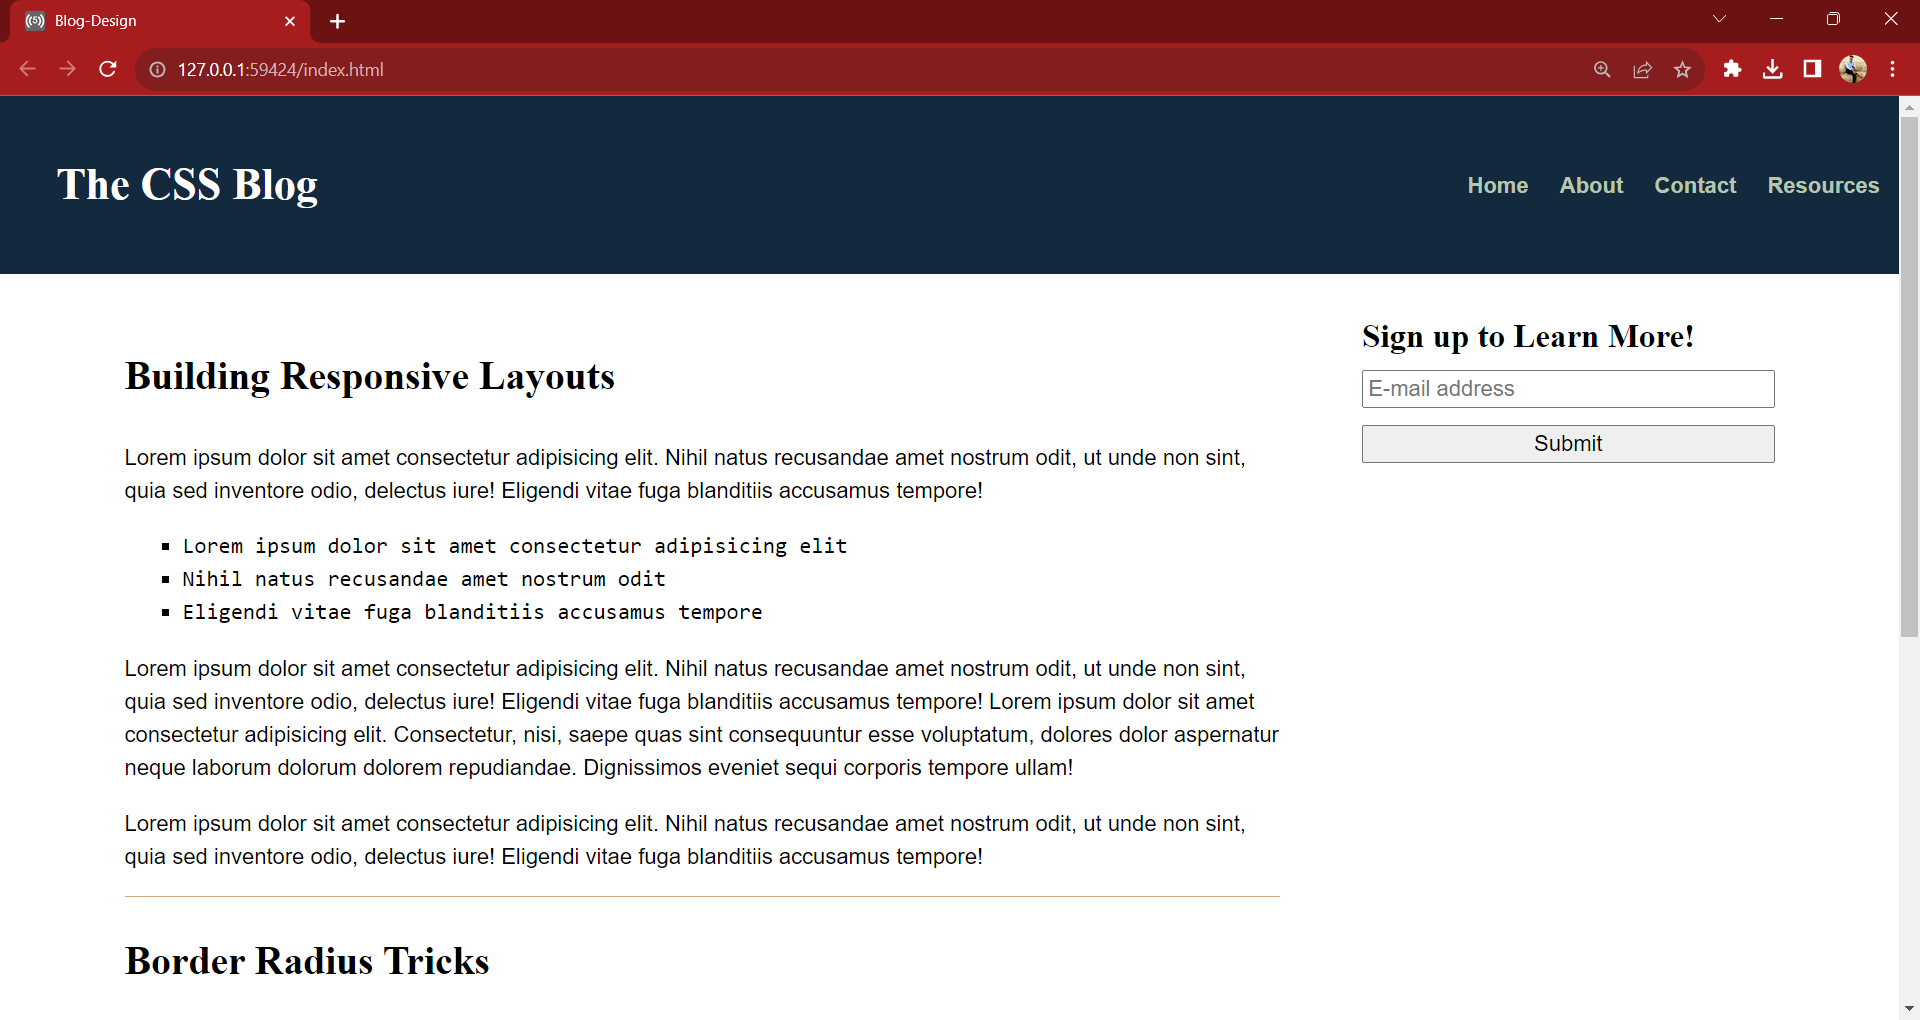 Blog-Design
127.0.0.1:59424/index.html
The CSS Blog
Home About Contact Resources
Building Responsive Layouts
Lorem ipsum dolor sit amet consectetur adipisicing elit. Nihil natus recusandae amet nostrum odit, ut unde non sint,
quia sed inventore odio, delectus iure! Eligendi vitae fuga blanditiis accusamus tempore!
Lorem ipsum dolor sit amet consectetur adipisicing elit
Nihil natus recusandae amet nostrum odit
Eligendi vitae fuga blanditiis accusamus tempore
Lorem ipsum dolor sit amet consectetur adipisicing elit. Nihil natus recusandae amet nostrum odit, ut unde non sint,
quia sed inventore odio, delectus iure! Eligendi vitae fuga blanditiis accusamus tempore! Lorem ipsum dolor sit amet
consectetur adipisicing elit. Consectetur, nisi, saepe quas sint consequuntur esse voluptatum, dolores dolor aspernatur
neque laborum dolorum dolorem repudiandae. Dignissimos eveniet sequi corporis tempore ullam!
Lorem ipsum dolor sit amet consectetur adipisicing elit. Nihil natus recusandae amet nostrum odit, ut unde non sint,
quia sed inventore odio, delectus iure! Eligendi vitae fuga blanditiis accusamus tempore!
Border Radius Tricks
Sign up to Learn More!
E-mail address
Submit